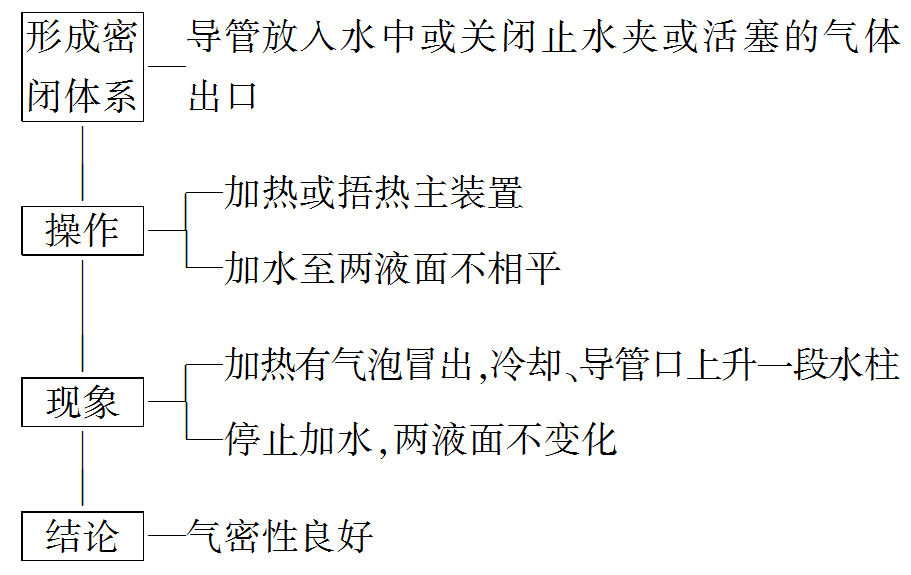 形成密
闭体系
导管放入水中或关闭止水夹或活塞的气体
出口
操作
加热或捂热主装置
加水至两液面不相平
现象
加热有气泡冒出,冷却、导管口上升一段水柱
停止加水,两液面不变化
结论
气密性良好